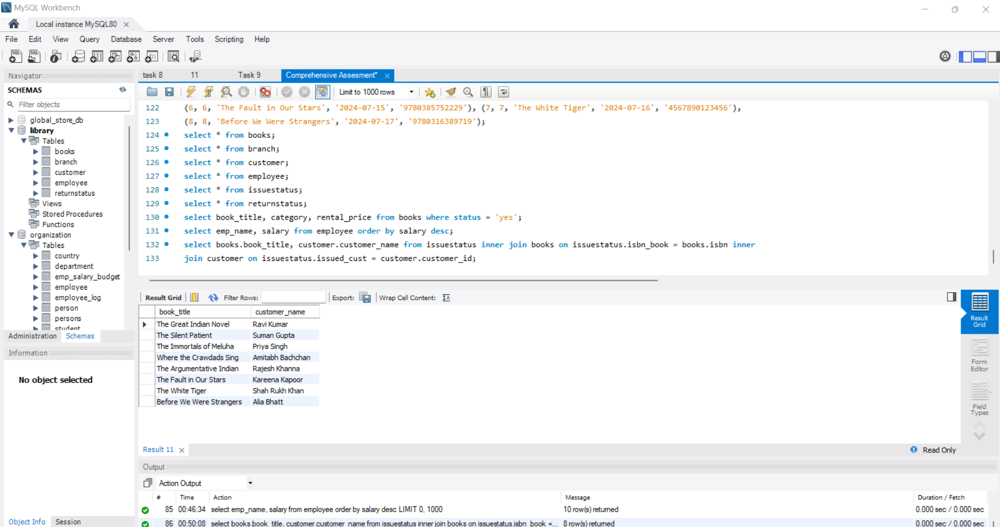 MySQL Workbench
Local instance MySQL80
File Edit View Query Database Server Tools Scripting Help
Navigator
SCHEMAS
Filter objects
global_store_db
library
Tables
books
branch
customer
employee
returnstatus
Views
Stored Procedures
Functions
organization
Tables
country
department
emp_salary_budget
employee
employee_log
person
persons
student
Administration Schemas
Information
No object selected
Object Info Session
task 8 11 Task 9 Comprehensive Assesment*
Limit to 1000 rows
122 (6, 6, 'The Fault in Our Stars', '2024-07-15', '9780385752229'), (7, 7, 'The White Tiger', '2024-07-16', '4567890123456'),
123 (8, 8, 'Before We Were Strangers', '2024-07-17', '9780316389719');
124 select * from books;
125 select * from branch;
126 select * from customer;
127 select * from employee;
128 select * from issuestatus;
129 select * from returnstatus;
130 select book_title, category, rental_price from books where status = 'yes';
131 select emp_name, salary from employee order by salary desc;
132 select books.book_title, customer.customer_name from issuestatus inner join books on issuestatus.isbn_book = books.isbn inner
133 join customer on issuestatus.issued_cust = customer.customer_id;
Result Grid Filter Rows: Export: Wrap Cell Content:
book_title customer_name
The Great Indian Novel Ravi Kumar
The Silent Patient Suman Gupta
The Immortals of Meluha Priya Singh
Where the Crawdads Sing Amitabh Bachchan
The Argumentative Indian Rajesh Khanna
The Fault in Our Stars Kareena Kapoor
The White Tiger Shah Rukh Khan
Before We Were Strangers Alia Bhatt
Result
Grid
Form
Editor
Field
Types
Result 11 Read Only
Output
Action Output
# Time Action Message Duration / Fetch
85 00:46:34 select emp_name, salary from employee order by salary desc LIMIT 0, 1000 10 row(s) returned 0.000 sec / 0.000 sec
86 00:50:08 select books.book_title, customer.customer_name from issuestatus inner join books on issuestatus.isbn_book =... 8 row(s) returned 0.000 sec / 0.000 sec